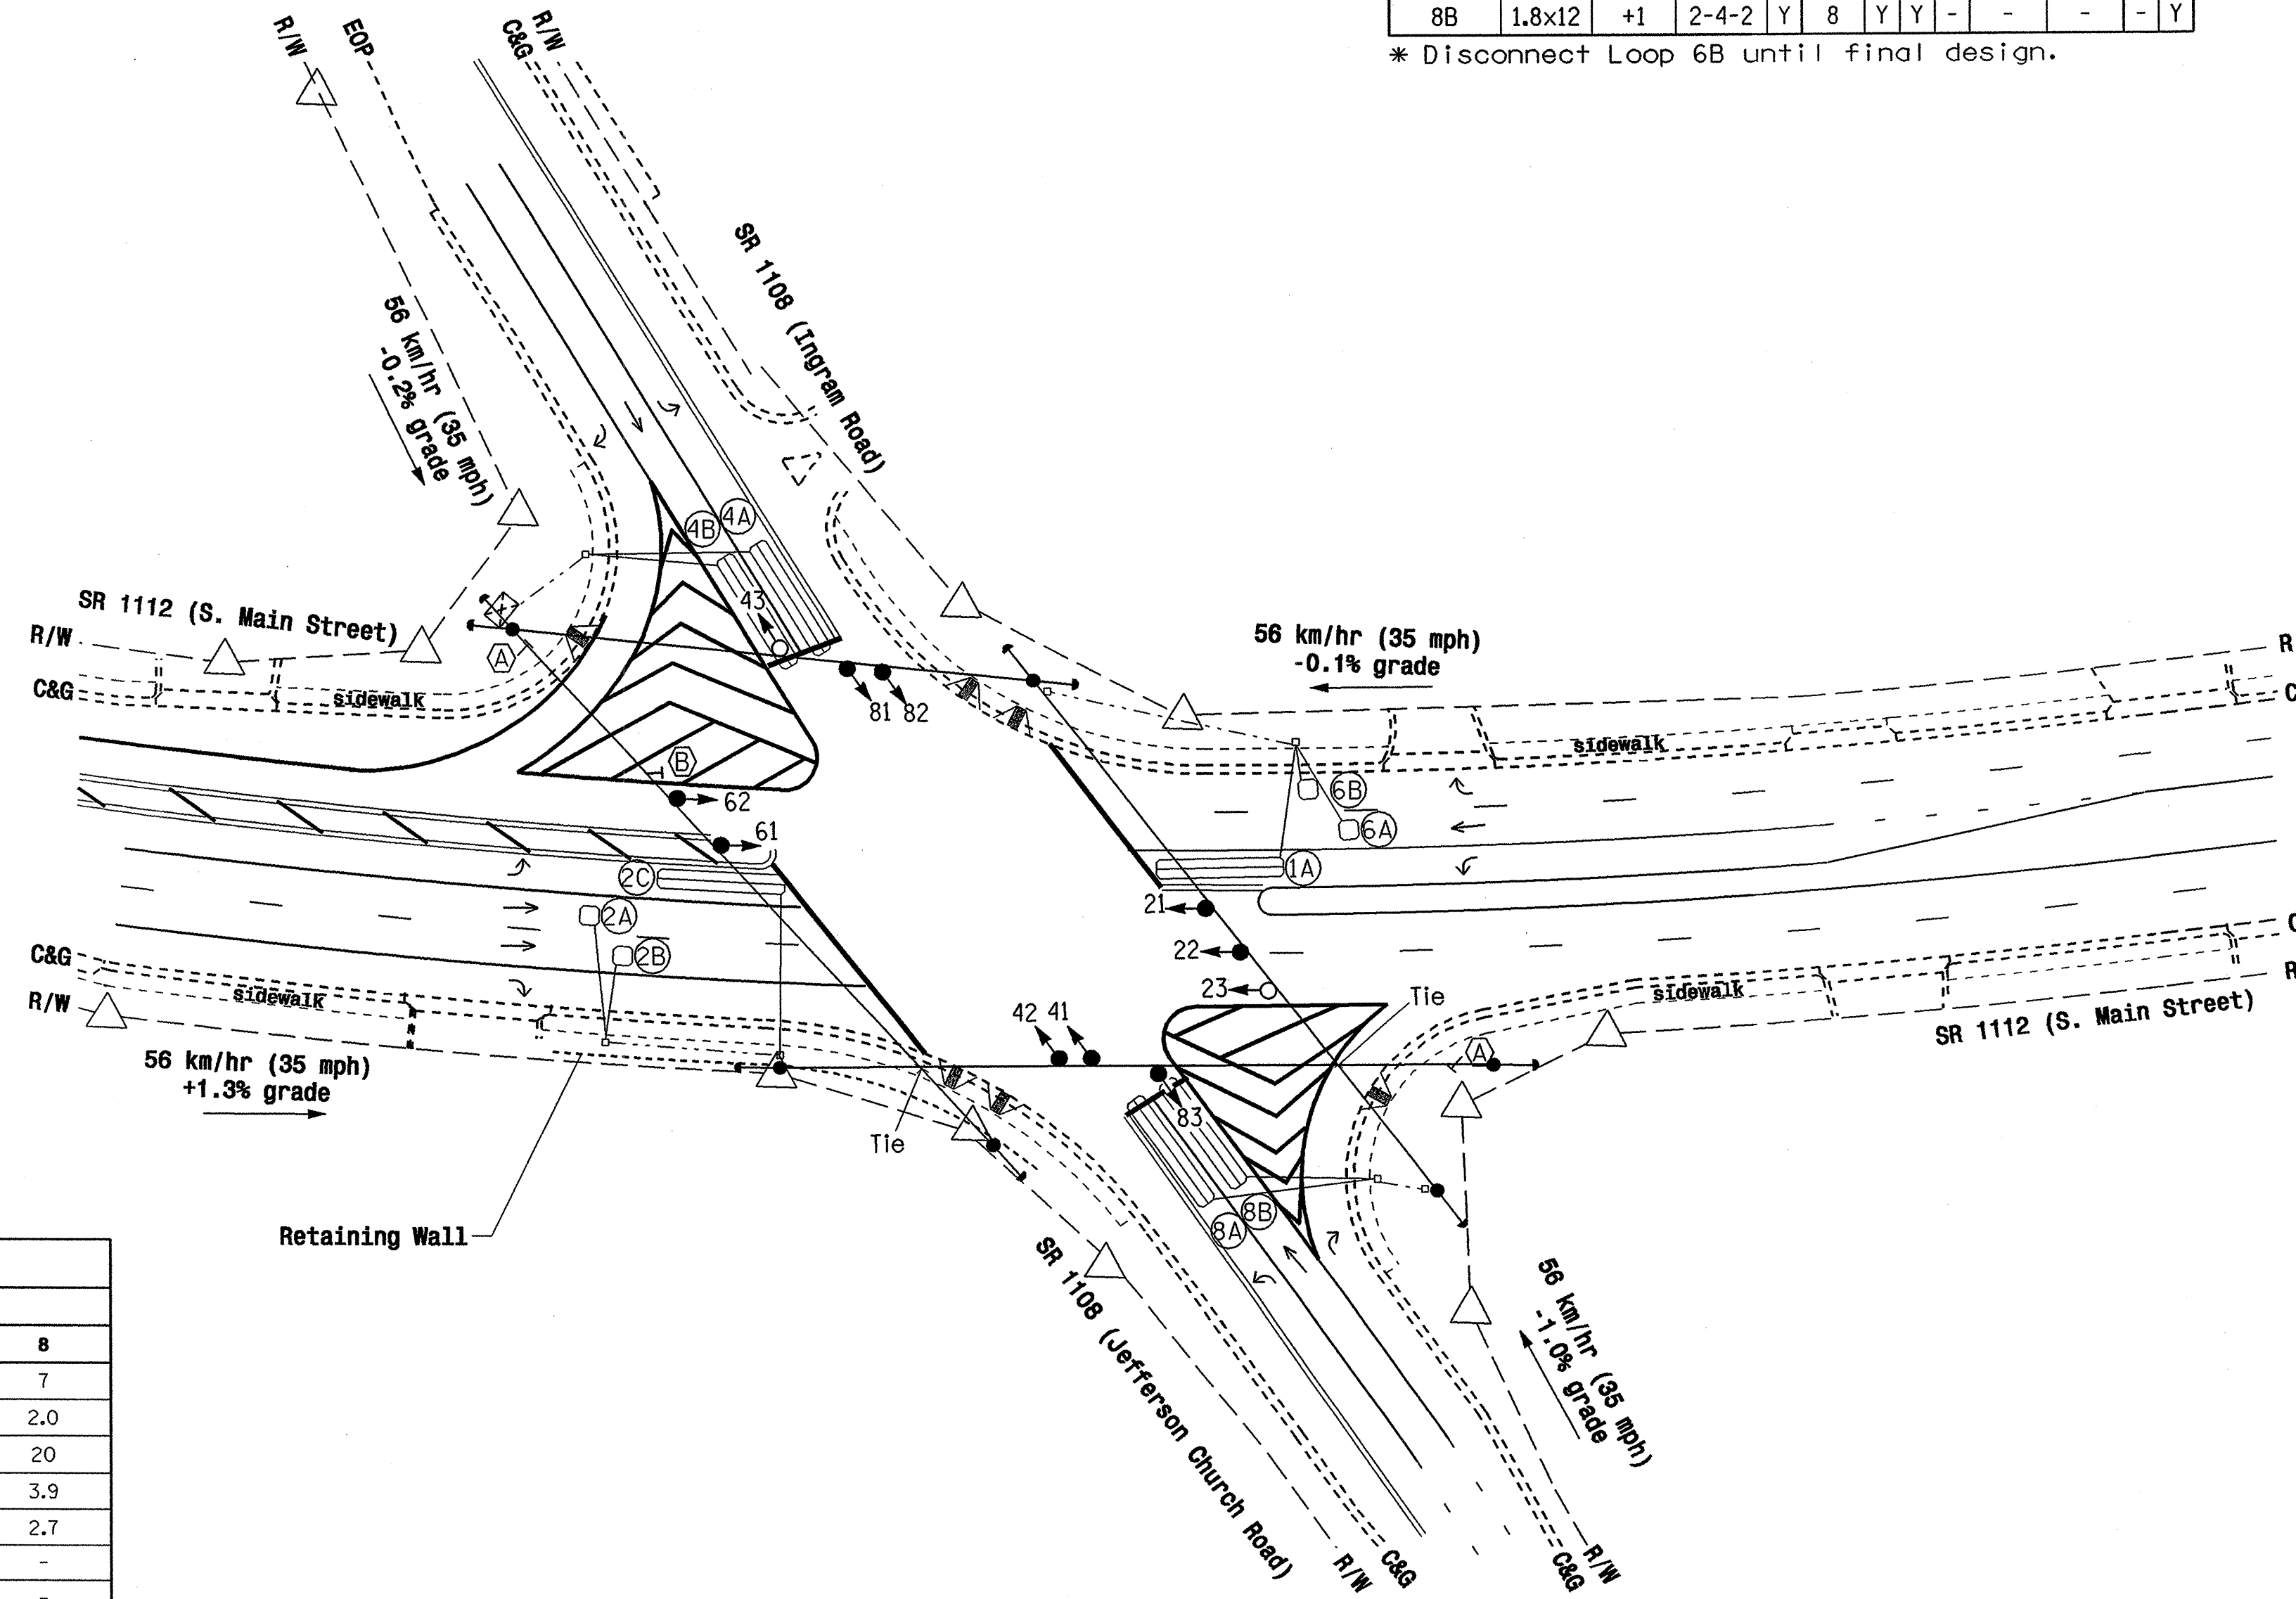 8B 1.8x12 +1 2-4-2 Y 8 Y Y - - - - Y
* Disconnect Loop 6B until final design.
R/W
EOP
C&G
R/W
SR 1108 (Ingram Road)
56 km/hr (35 mph)
-0.2% grade
4B
4A
43
SR 1112 (S. Main Street)
R/W
C&G
sidewalk
A
81
82
56 km/hr (35 mph)
-0.1% grade
R
C
sidewalk
B
62
61
6B
6A
1A
2C
2A
2B
21
22
23
C&G
R/W
sidewalk
56 km/hr (35 mph)
+1.3% grade
42
41
83
Tie
Tie
A
sidewalk
C
R
SR 1112 (S. Main Street)
Retaining Wall
8A
8B
SR 1108 (Jefferson Church Road)
56 km/hr (35 mph)
-1.0% grade
R/W
C&G
C&G
R/W
8
7
2.0
20
3.9
2.7
-
-